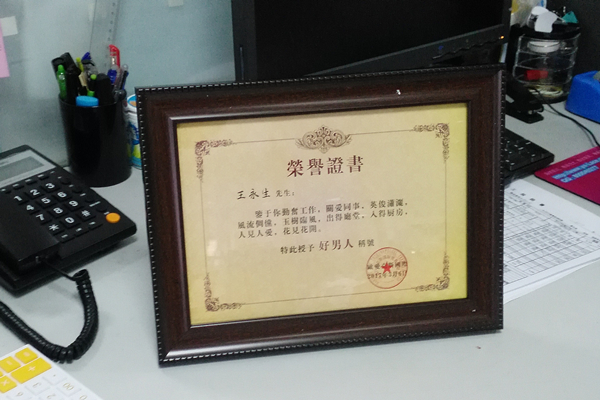 榮譽證書
王永生 先生：
鑒于你勤奮工作，關愛同事，英俊瀟灑，
風流倜儻，玉樹臨風，出得廳堂，入得厨房，
人見人愛，花見花開。
特此授予 好男人 稱號